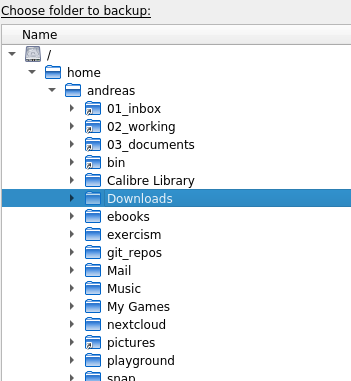 Choose folder to backup:
Name
/
home
andreas
01_inbox
02_working
03_documents
bin
Calibre Library
Downloads
ebooks
exercism
git_repos
Mail
Music
My Games
nextcloud
pictures
playground
snap